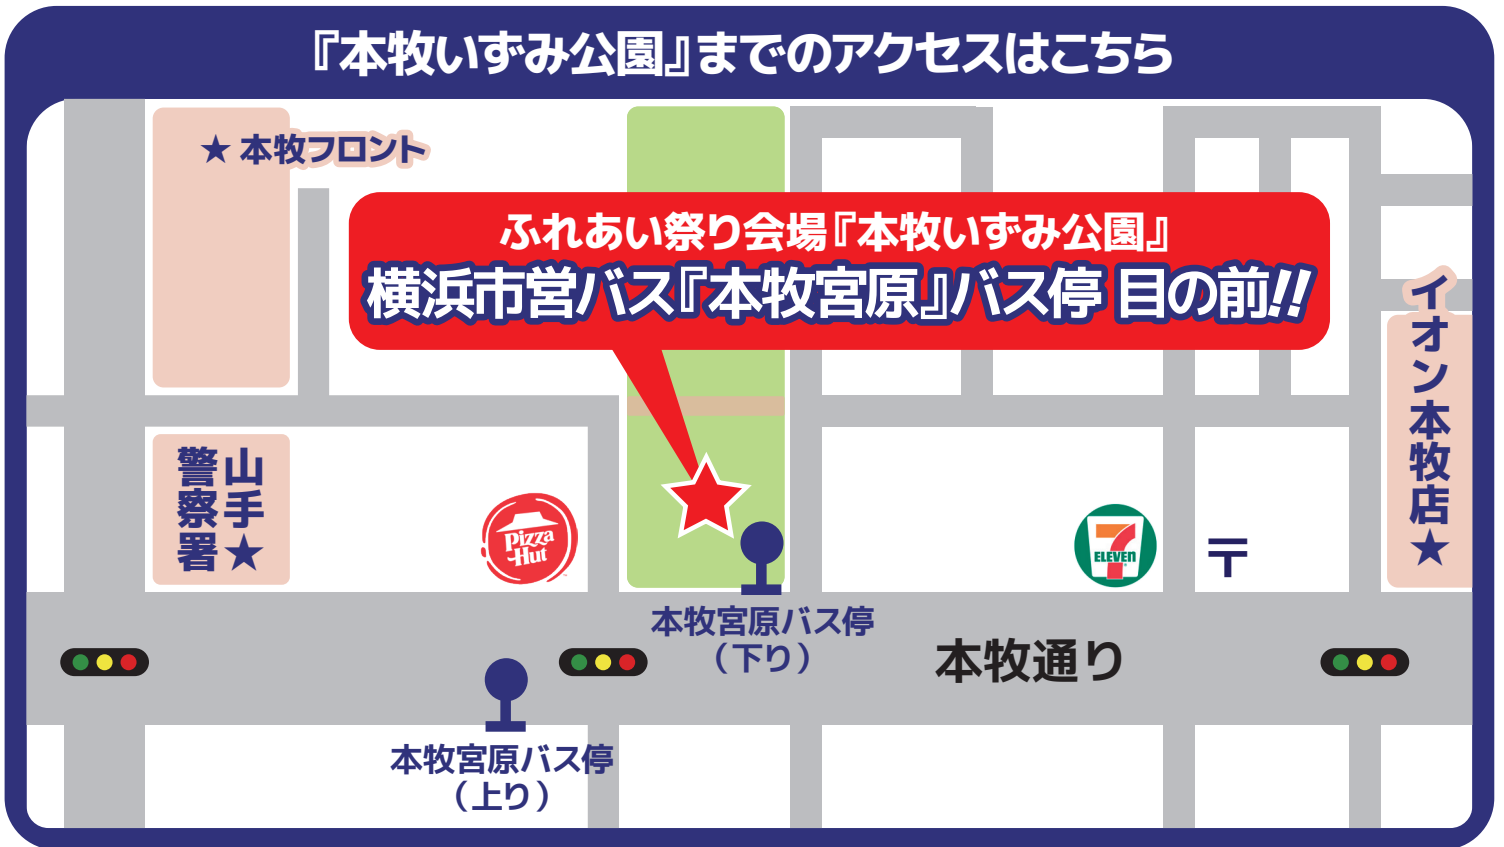 『本牧いずみ公園』までのアクセスはこちら
★ 本牧フロント
ふれあい祭り会場『本牧いずみ公園』
横浜市営バス『本牧宮原』バス停 目の前!!
イオン本牧店★
山手★
警察署
Pizza
Hut
7
ELEVEn
〒
本牧宮原バス停
（下り）
本牧通り
本牧宮原バス停
（上り）